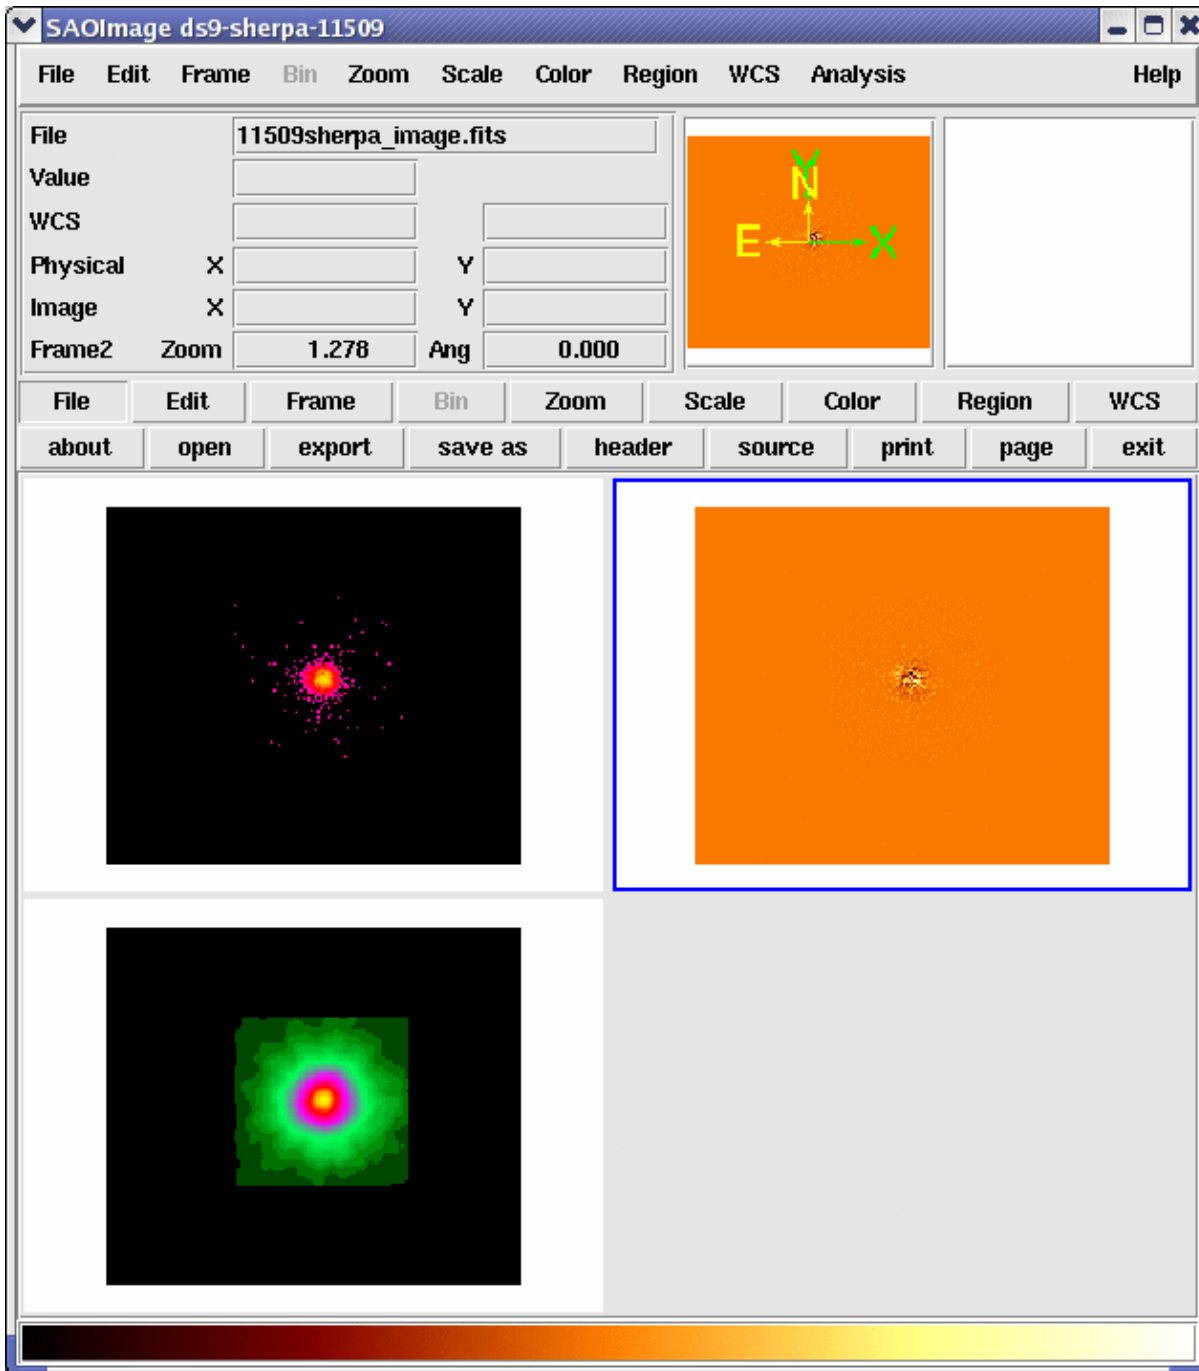 SAOImage ds9-sherpa-11509
File Edit Frame Bin Zoom Scale Color Region WCS Analysis Help
File 11509sherpa_image.fits
Value
WCS
Physical X Y
Image X Y
Frame2 Zoom 1.278 Ang 0.000
Y
N
E X
File Edit Frame Bin Zoom Scale Color Region WCS
about open export save as header source print page exit